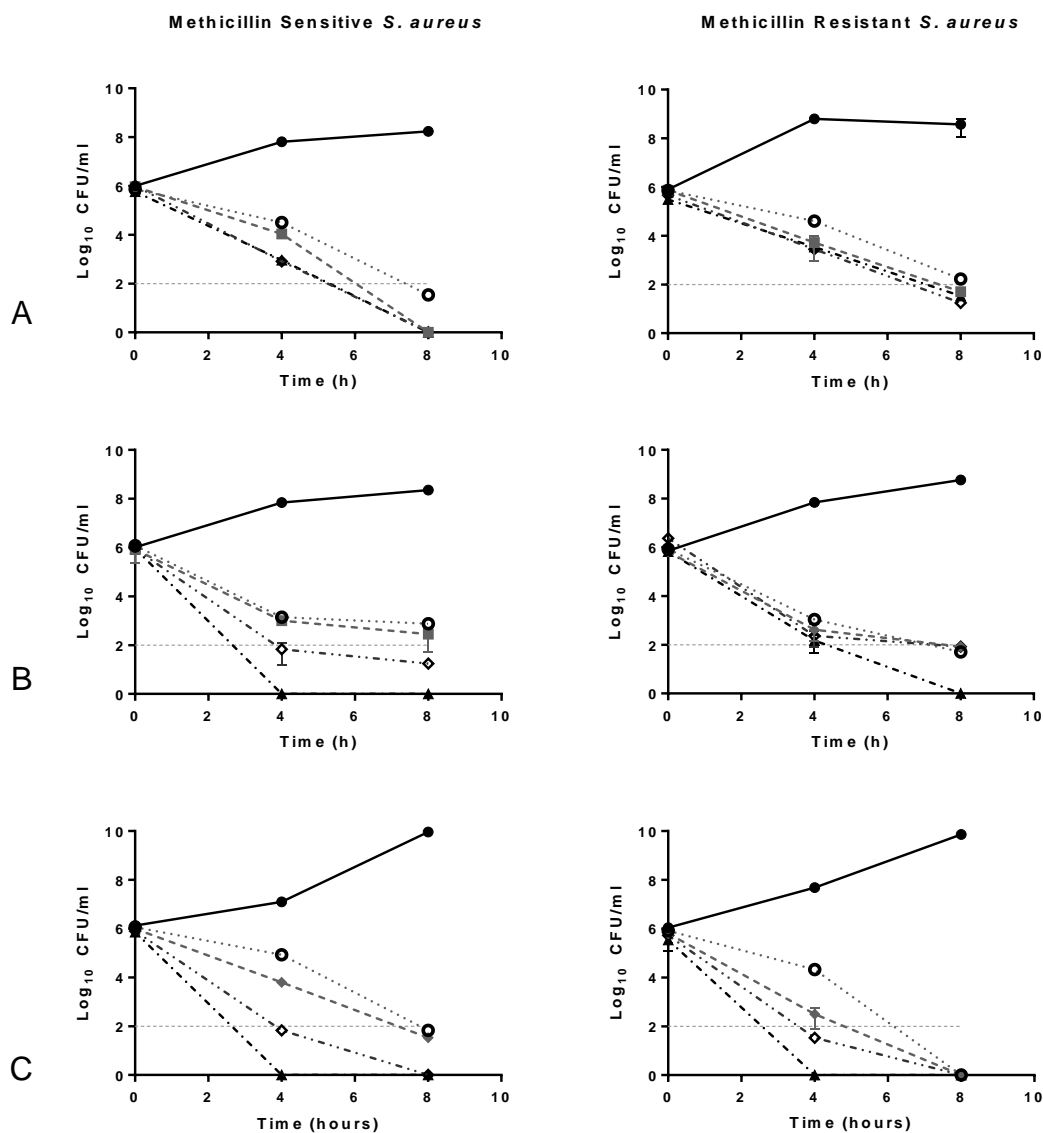 Methicillin Sensitive S. aureus
Methicillin Resistant S. aureus
A
Log10 CFU/ml
10
8
6
4
2
0
0 2 4 6 8 10
Time (h)
Log10 CFU/ml
10
8
6
4
2
0
0 2 4 6 8 10
Time (h)
B
Log10 CFU/ml
10
8
6
4
2
0
0 2 4 6 8 10
Time (h)
Log10 CFU/ml
10
8
6
4
2
0
0 2 4 6 8 10
Time (h)
C
Log10 CFU/ml
10
8
6
4
2
0
0 2 4 6 8 10
Time (hours)
Log10 CFU/ml
10
8
6
4
2
0
0 2 4 6 8 10
Time (hours)